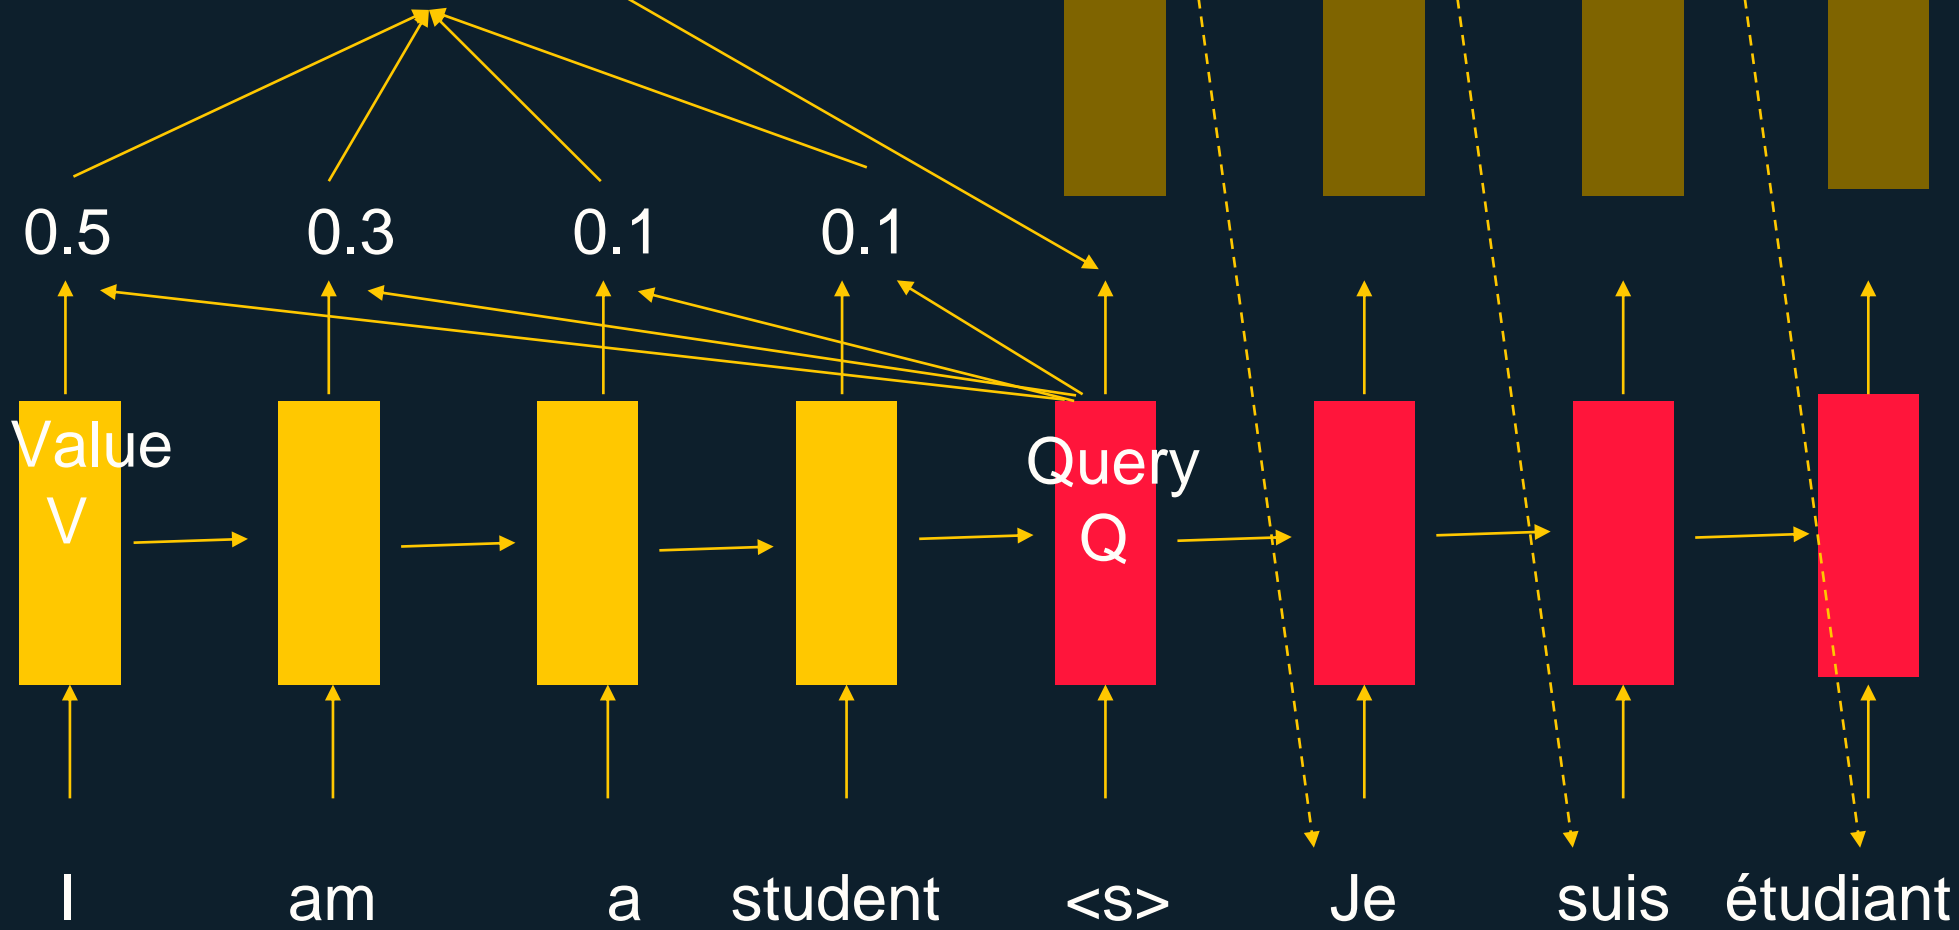 0.5 0.3 0.1 0.1
Value
V
Query
Q
I am a student <s> Je suis étudiant